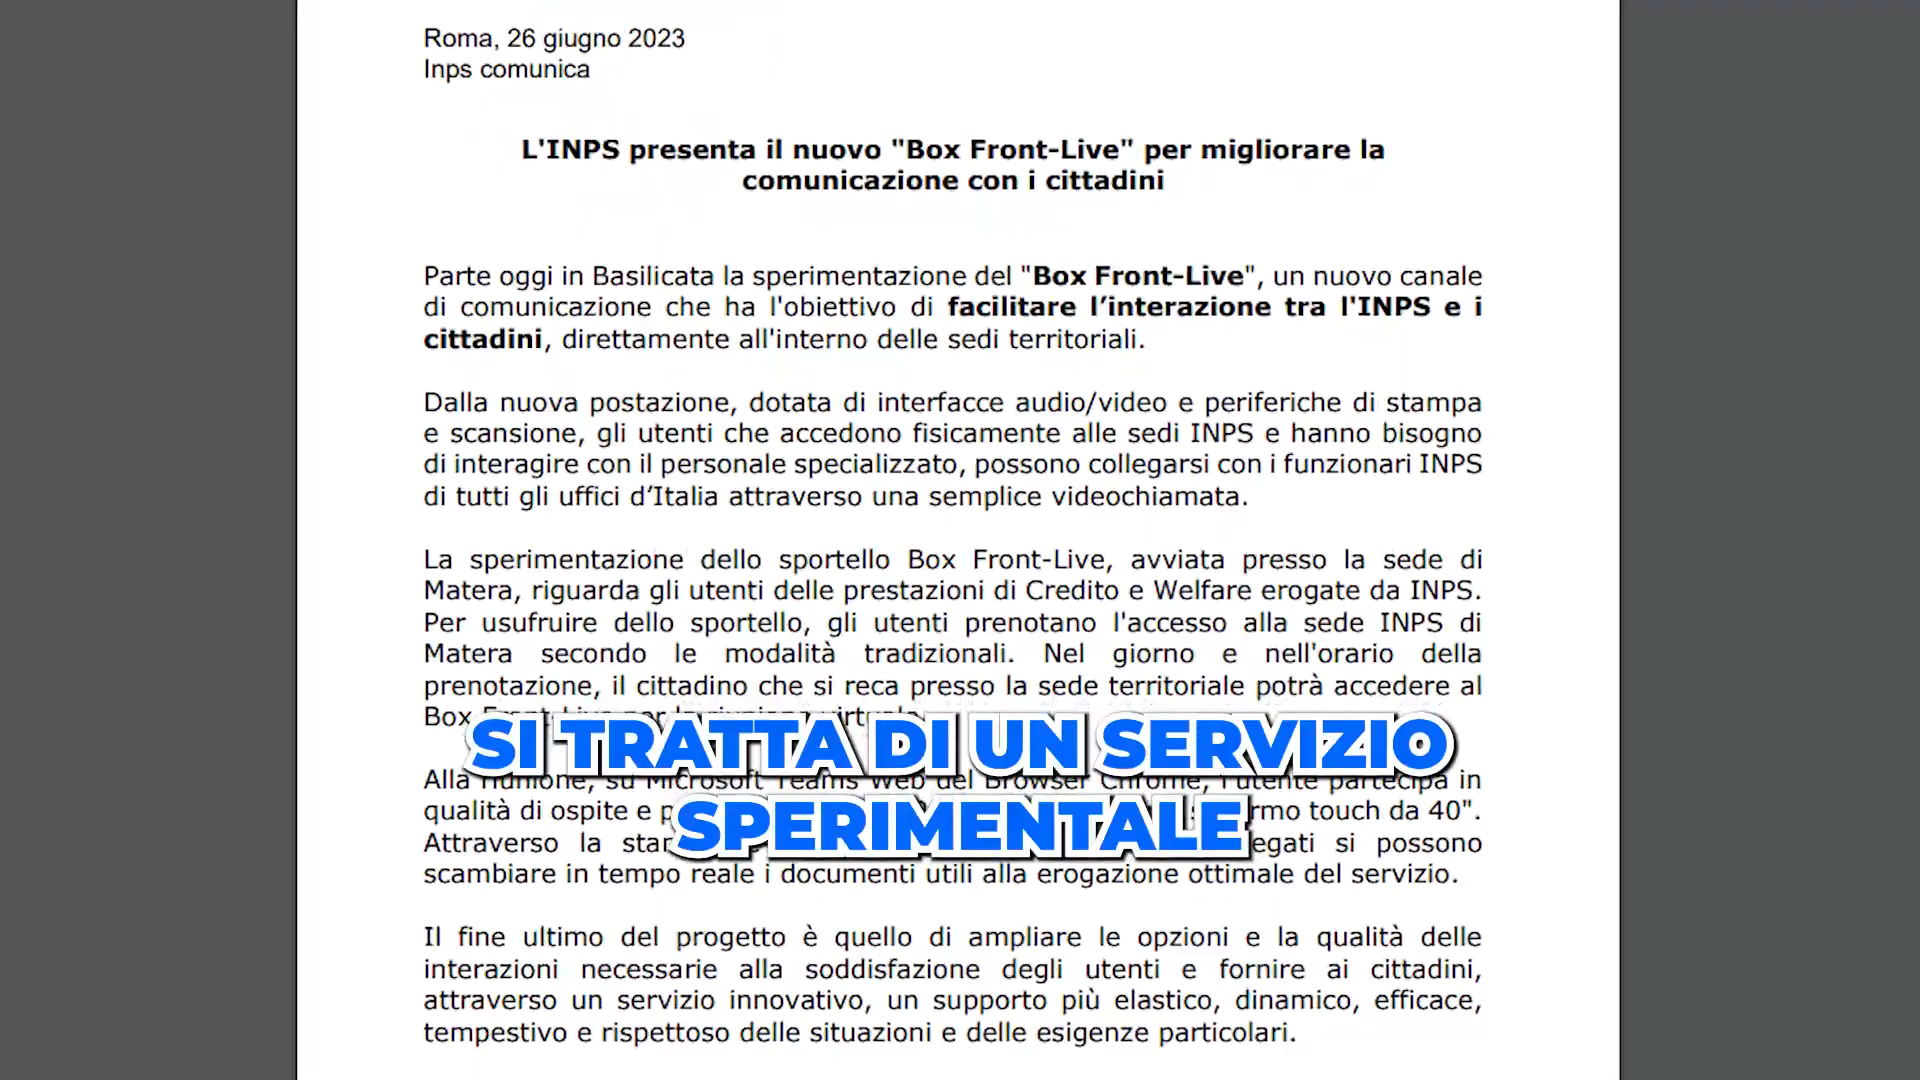 Roma, 26 giugno 2023
Inps comunica
L'INPS presenta il nuovo "Box Front-Live" per migliorare la
comunicazione con i cittadini
Parte oggi in Basilicata la sperimentazione del "Box Front-Live", un nuovo canale
di comunicazione che ha l'obiettivo di facilitare l’interazione tra l'INPS e i
cittadini, direttamente all'interno delle sedi territoriali.
Dalla nuova postazione, dotata di interfacce audio/video e periferiche di stampa
e scansione, gli utenti che accedono fisicamente alle sedi INPS e hanno bisogno
di interagire con il personale specializzato, possono collegarsi con i funzionari INPS
di tutti gli uffici d’Italia attraverso una semplice videochiamata.
La sperimentazione dello sportello Box Front-Live, avviata presso la sede di
Matera, riguarda gli utenti delle prestazioni di Credito e Welfare erogate da INPS.
Per usufruire dello sportello, gli utenti prenotano l'accesso alla sede INPS di
Matera secondo le modalità tradizionali. Nel giorno e nell'orario della
prenotazione, il cittadino che si reca presso la sede territoriale potrà accedere al
Box
SI TRATTA DI UN SERVIZIO
SPERIMENTALE
Alla riunione, su Microsoft Teams Web del Browser Chrome, l'utente partecipa in
qualità di ospite e touch da 40".
Attraverso la si possono
scambiare in tempo reale i documenti utili alla erogazione ottimale del servizio.
Il fine ultimo del progetto è quello di ampliare le opzioni e la qualità delle
interazioni necessarie alla soddisfazione degli utenti e fornire ai cittadini,
attraverso un servizio innovativo, un supporto più elastico, dinamico, efficace,
tempestivo e rispettoso delle situazioni e delle esigenze particolari.